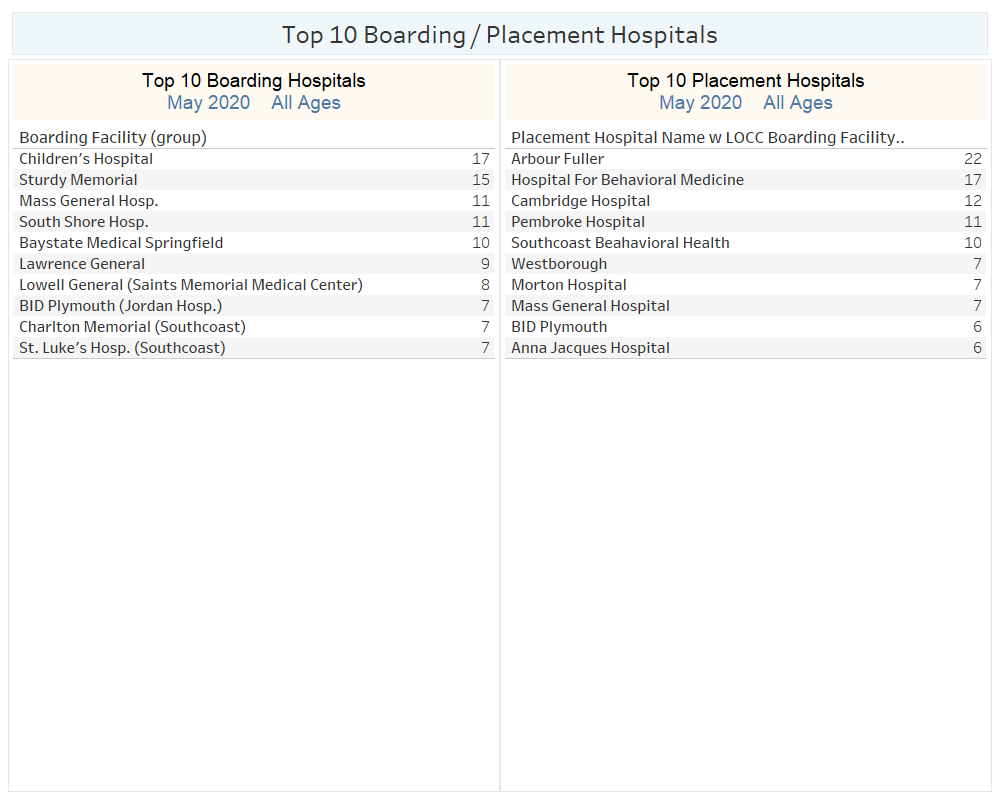 Top 10 Boarding / Placement Hospitals
Top 10 Boarding Hospitals
May 2020 All Ages
Boarding Facility (group)
Children's Hospital 17
Sturdy Memorial 15
Mass General Hosp. 11
South Shore Hosp. 11
Baystate Medical Springfield 10
Lawrence General 9
Lowell General (Saints Memorial Medical Center) 8
BID Plymouth (Jordan Hosp.) 7
Charlton Memorial (Southcoast) 7
St. Luke's Hosp. (Southcoast) 7
Top 10 Placement Hospitals
May 2020 All Ages
Placement Hospital Name w LOCC Boarding Facility..
Arbour Fuller 22
Hospital For Behavioral Medicine 17
Cambridge Hospital 12
Pembroke Hospital 11
Southcoast Beahavioral Health 10
Westborough 7
Morton Hospital 7
Mass General Hospital 7
BID Plymouth 6
Anna Jacques Hospital 6